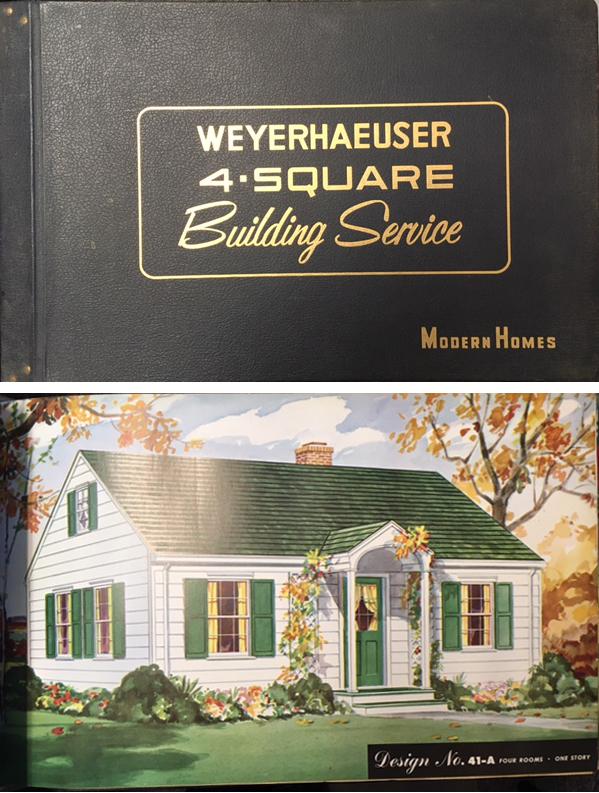 WEYERHAEUSER
4·SQUARE
Building Service
MODERN HOMES
Design No. 41-A FOUR ROOMS · ONE STORY